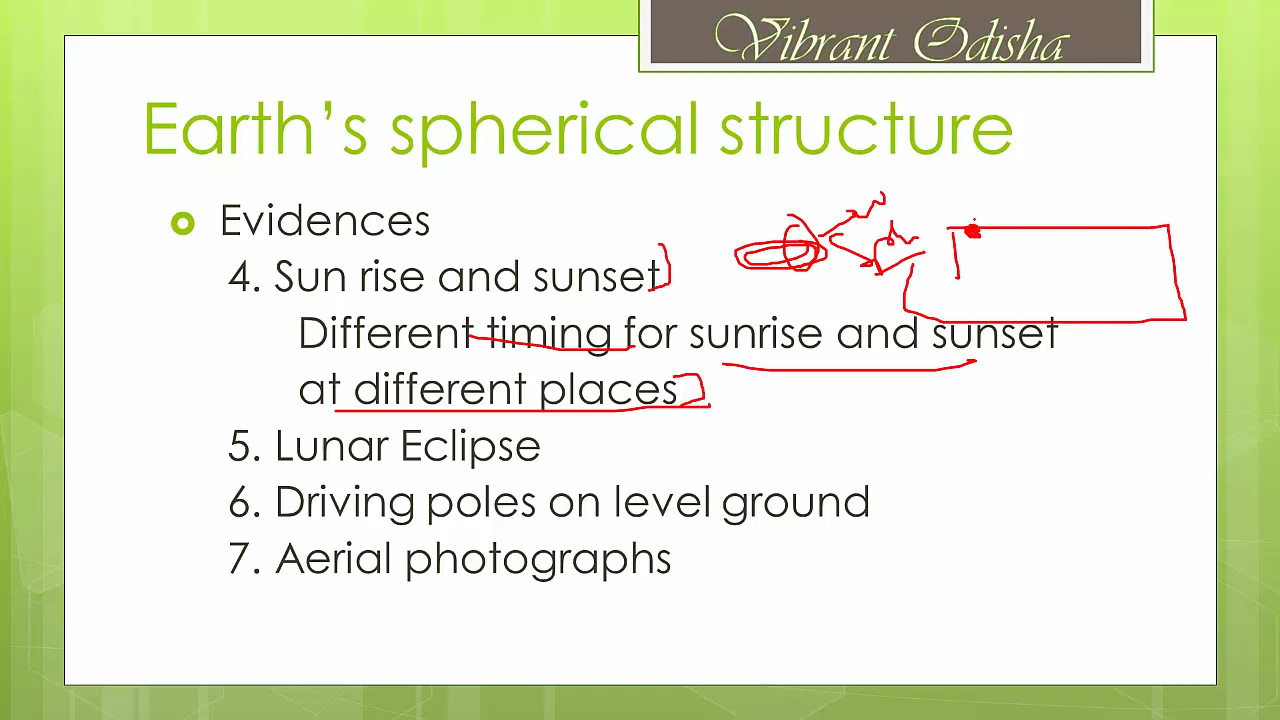 Vibrant Odisha
Earth's spherical structure
Evidences
4. Sun rise and sunset
Different timing for sunrise and sunset
at different places
5. Lunar Eclipse
6. Driving poles on level ground
7. Aerial photographs